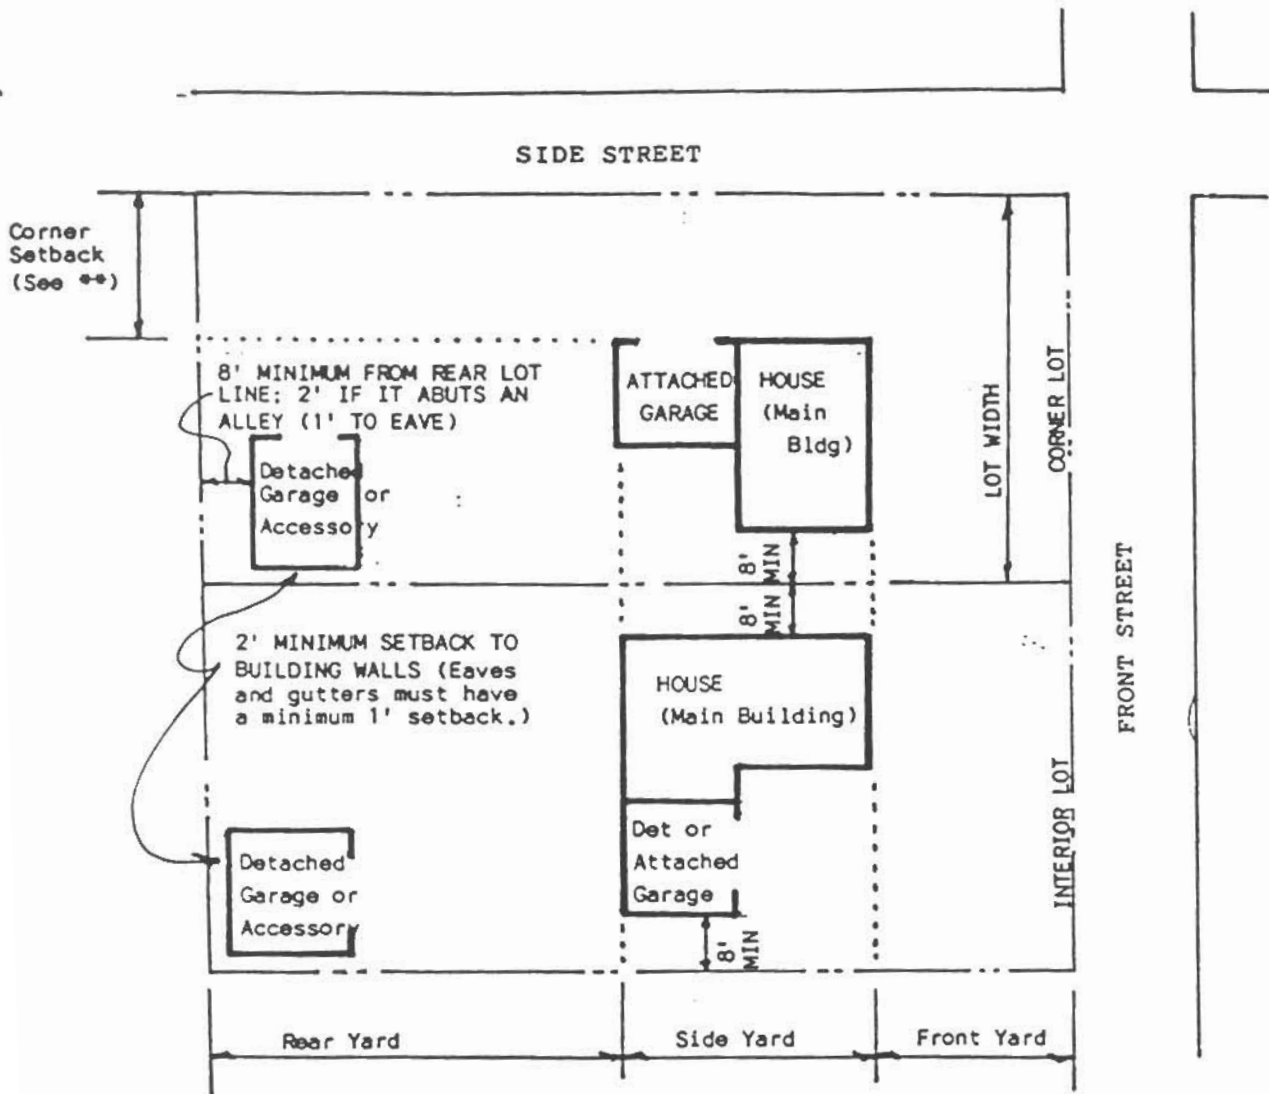 SIDE STREET
Corner
Setback
(See **)
8' MINIMUM FROM REAR LOT
LINE; 2' IF IT ABUTS AN
ALLEY (1' TO EAVE)
ATTACHED
GARAGE
HOUSE
(Main
Bldg)
LOT WIDTH
CORNER LOT
Detached
Garage or
Accessory
8'
MIN
8'
MIN
2' MINIMUM SETBACK TO
BUILDING WALLS (Eaves
and gutters must have
a minimum 1' setback.)
HOUSE
(Main Building)
FRONT STREET
INTERIOR LOT
Detached
Garage or
Accessory
Det or
Attached
Garage
8'
MIN
Rear Yard
Side Yard
Front Yard